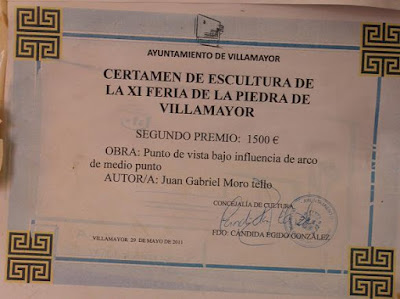 AYUNTAMIENTO DE VILLAMAYOR
CERTAMEN DE ESCULTURA DE
LA XI FERIA DE LA PIEDRA DE
VILLAMAYOR
SEGUNDO PREMIO: 1500 €
OBRA: Punto de vista bajo influencia de arco
de medio punto
AUTOR/A: Juan Gabriel Moro tello
CONCEJALÍA DE CULTURA
VILLAMAYOR 29 DE MAYO DE 2011
FDO: CANDIDA EGIDO GONZÁLEZ